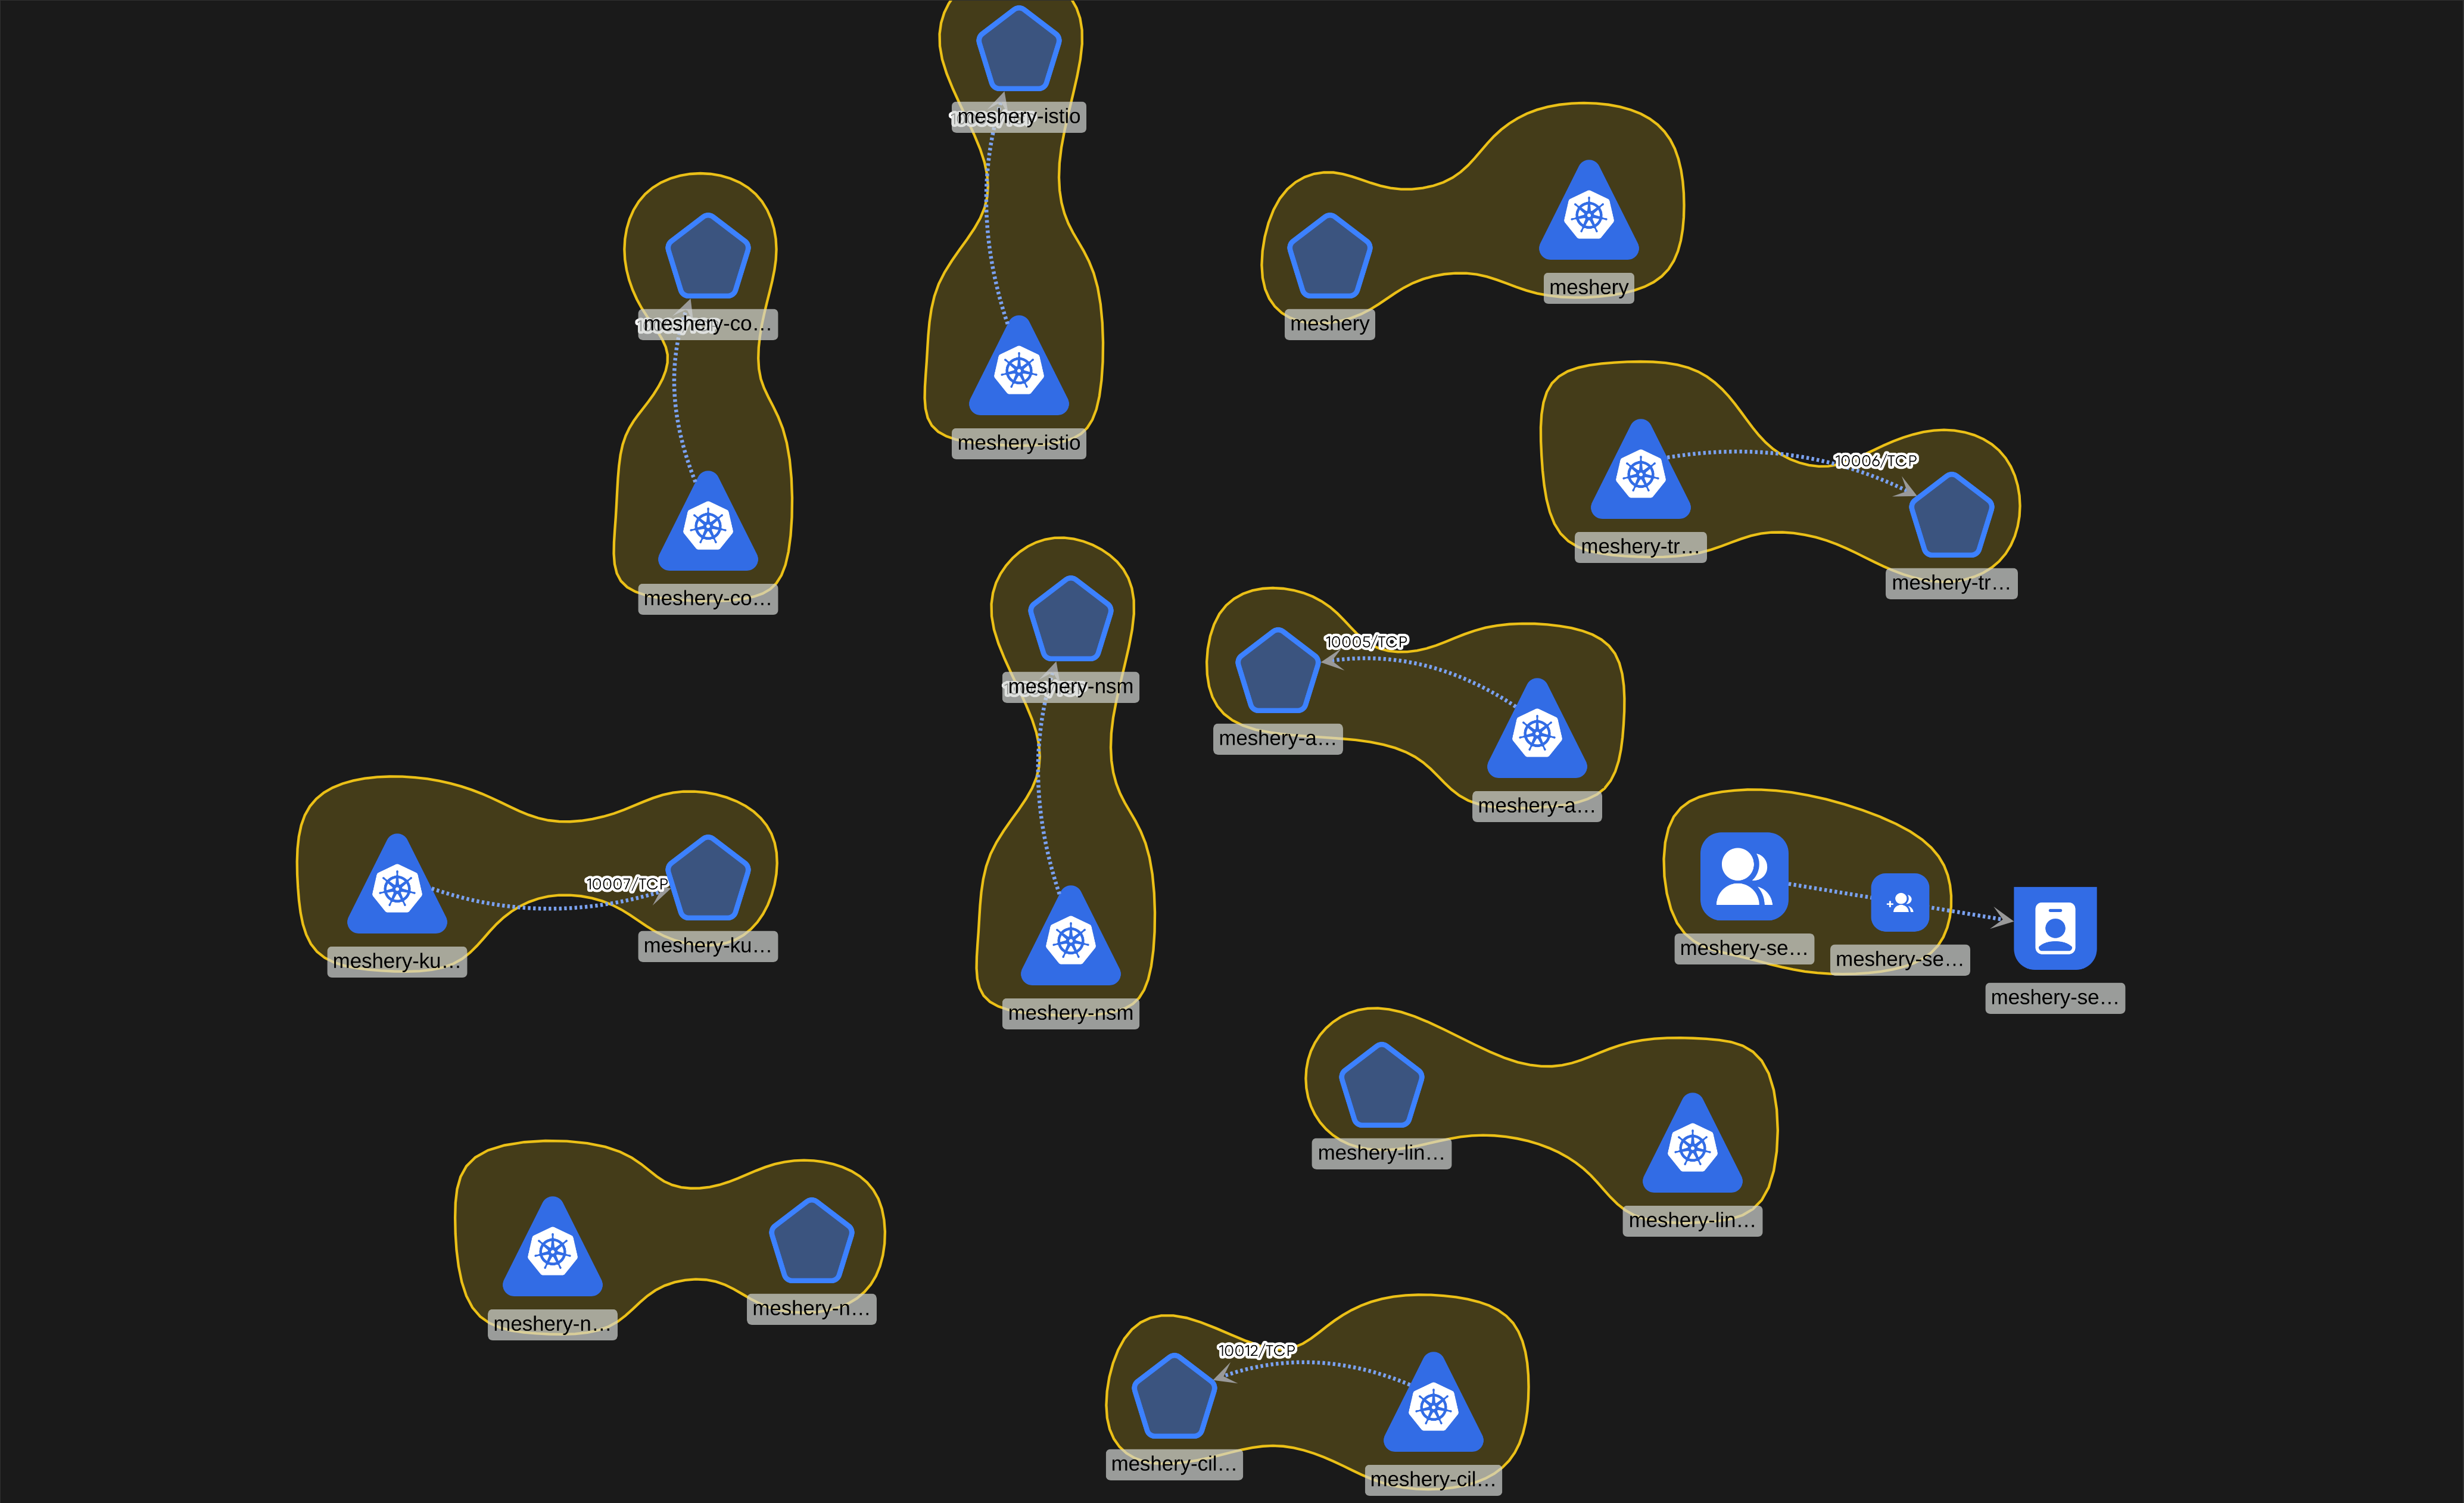 meshery-istio
meshery-istio
meshery
meshery
meshery-co…
meshery-co…
10006/TCP
meshery-tr…
meshery-tr…
meshery-nsm
meshery-nsm
10005/TCP
meshery-a…
meshery-a…
10007/TCP
meshery-ku…
meshery-ku…
meshery-se…
meshery-se…
meshery-se…
meshery-lin…
meshery-lin…
meshery-n…
meshery-n…
10012/TCP
meshery-cil…
meshery-cil…